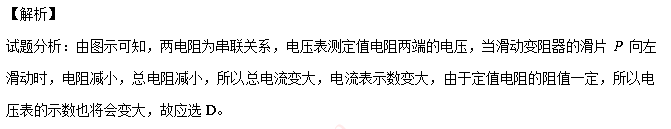 【解析】
试题分析：由图示可知，两电阻为串联关系，电压表测定值电阻两端的电压，当滑动变阻器的滑片 P 向左
滑动时，电阻减小，总电阻减小，所以总电流变大，电流表示数变大，由于定值电阻的阻值一定，所以电
压表的示数也将会变大，故应选 D。